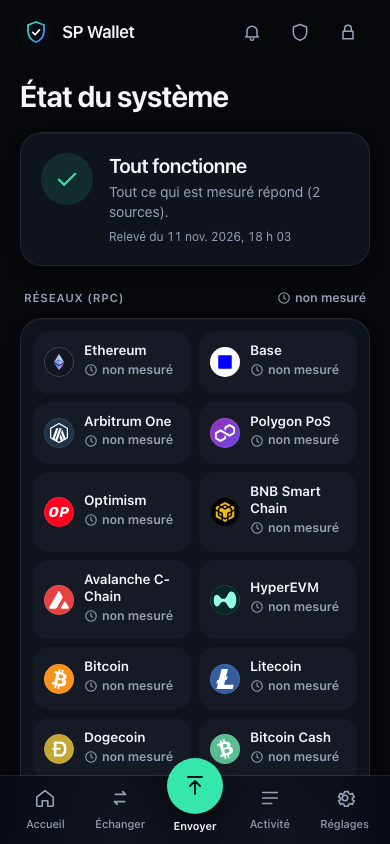 SP Wallet
État du système
Tout fonctionne
Tout ce qui est mesuré répond (2
sources).
Relevé du 11 nov. 2026, 18 h 03
RÉSEAUX (RPC)
non mesuré
Ethereum
non mesuré
Base
non mesuré
Arbitrum One
non mesuré
Polygon PoS
non mesuré
OP
Optimism
non mesuré
BNB Smart
Chain
non mesuré
Avalanche C-
Chain
non mesuré
HyperEVM
non mesuré
Bitcoin
non mesuré
Litecoin
non mesuré
Dogecoin
non mesuré
Bitcoin Cash
non mesuré
Accueil
Échanger
Envoyer
Activité
Réglages